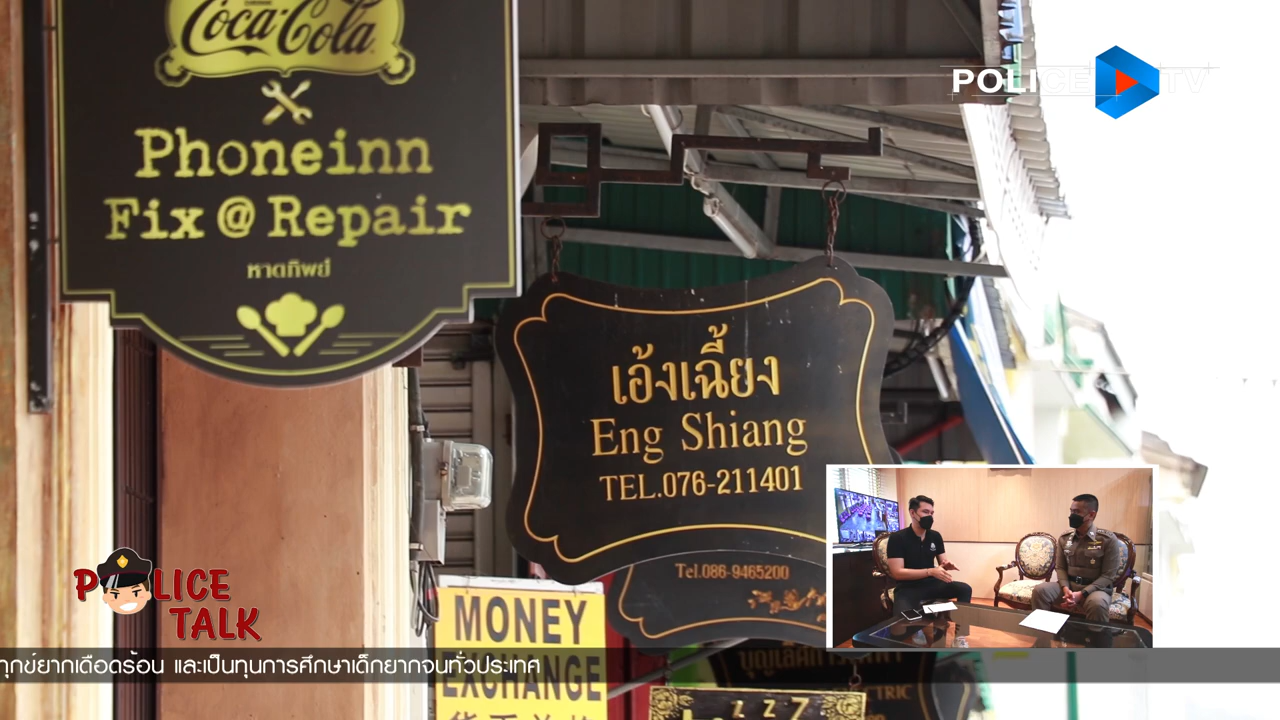 Coca-Cola
Phoneinn
Fix @ Repair
หาดทิพย์
POLICE TV
เอ้งเฉี้ยง
Eng Shiang
TEL.076-211401
Tel.086-9465200
MONEY
EXCHANGE
POLICE
TALK
ทุกข์ยากเดือดร้อน และเป็นทุนการศึกษาเด็กยากจนทั่วประเทศ